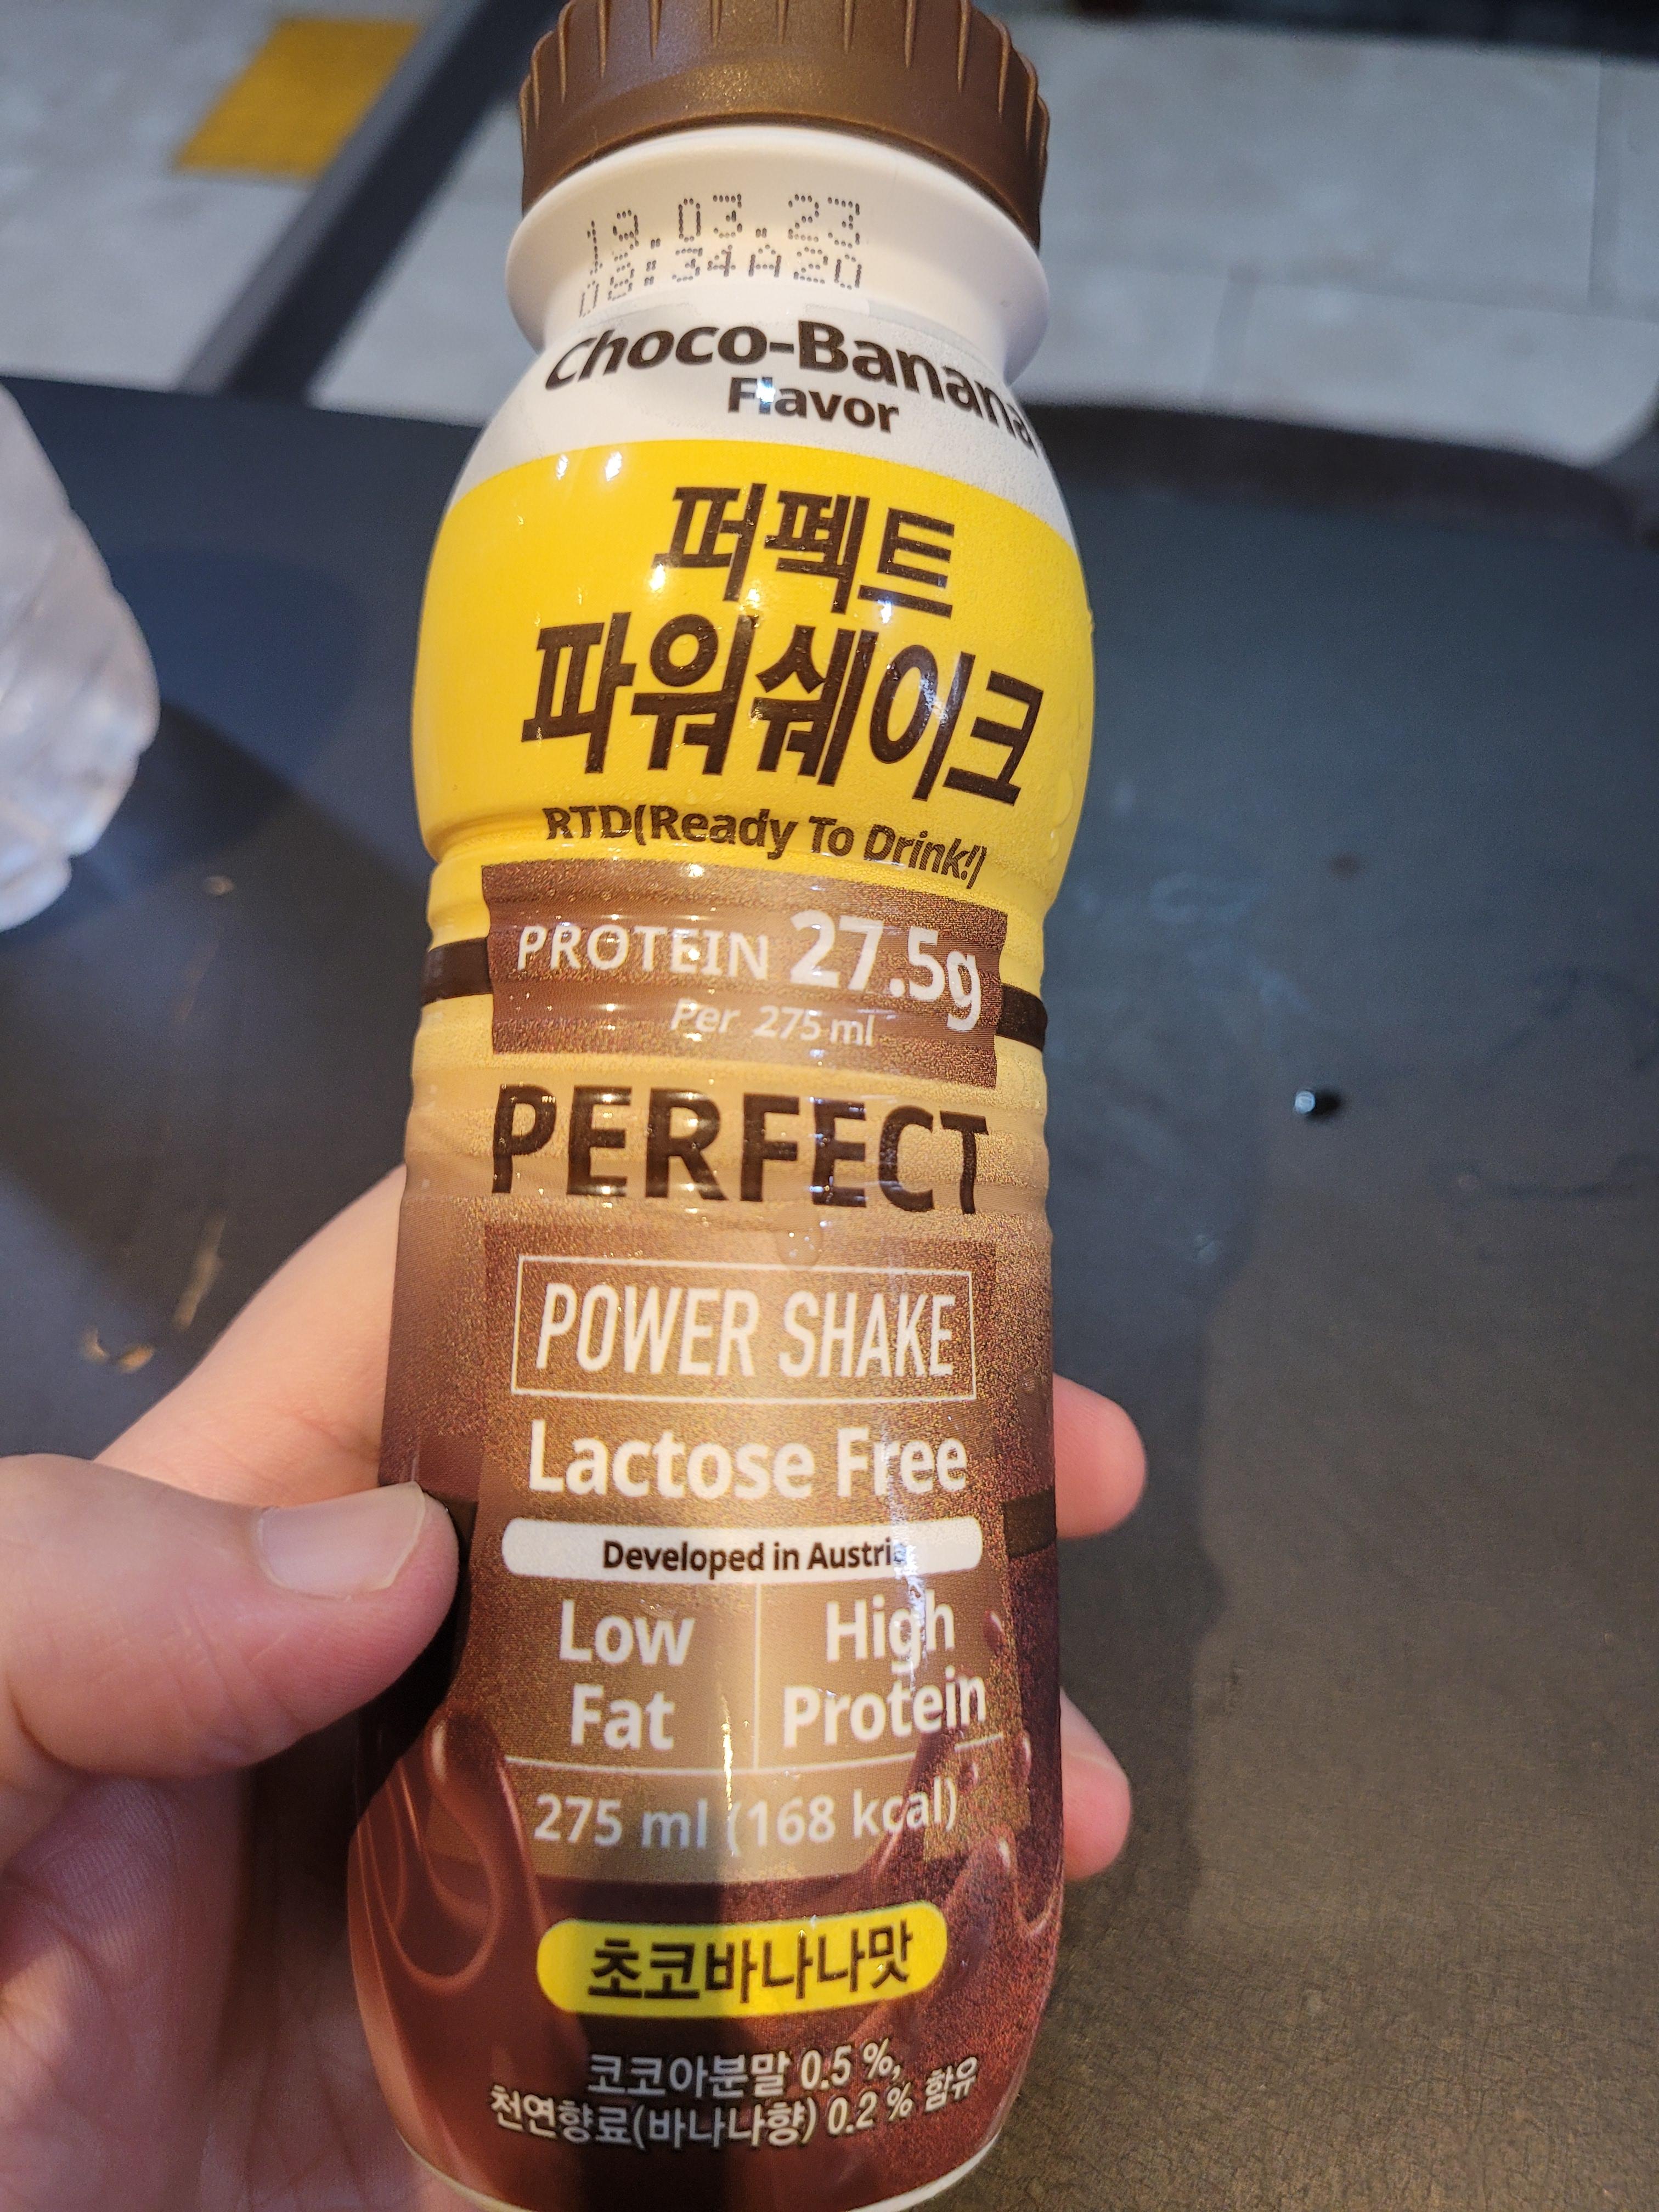 19.03.23
08:34A20
Choco-Banana
Flavor
퍼펙트
파워쉐이크
RTD(Ready To Drink!)
PROTEIN 27.5g
Per 275 ml
PERFECT
POWER SHAKE
Lactose Free
Developed in Austria
Low Fat
High Protein
275 ml (168 kcal)
초코바나나맛
코코아분말 0.5 %,
천연향료(바나나향) 0.2 % 함유